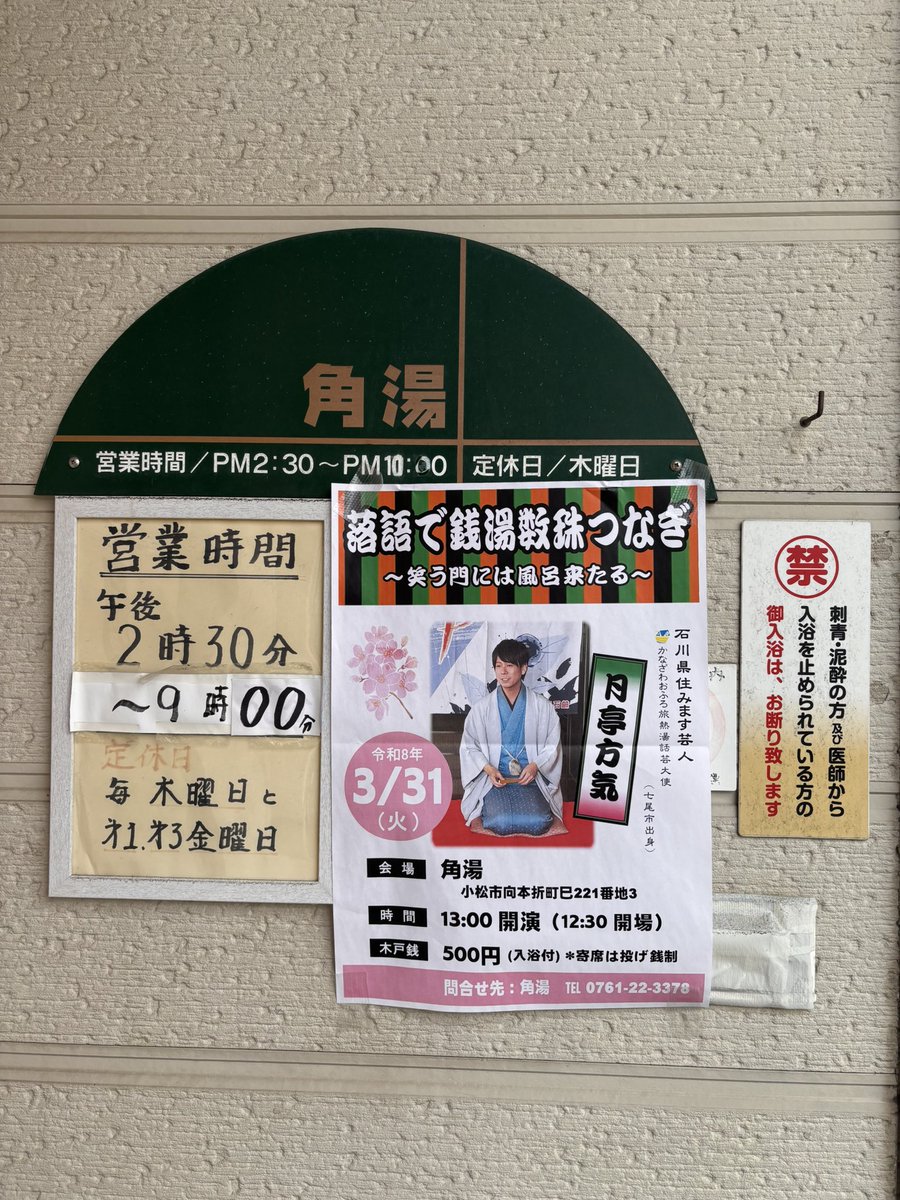 角湯
営業時間／PM2:30～PM10:00 定休日／木曜日
営業時間
午後
2時30分
～9時00分
定休日
毎木曜日と
才1.才3金曜日
落語で銭湯数珠つなぎ
～笑う門には風呂来たる～
石川県住みます芸人
かなざわおふろ旅熱湯話芸大使
（七尾市出身）
月亭方気
令和8年
3/31
（火）
会場 角湯
小松市向本折町巳221番地3
時間 13:00 開演（12:30 開場）
木戸銭 500円（入浴付）＊寄席は投げ銭制
問合せ先：角湯 TEL 0761-22-3378
禁
刺青・泥酔の方及び医師から
入浴を止められている方の
御入浴は、お断り致します